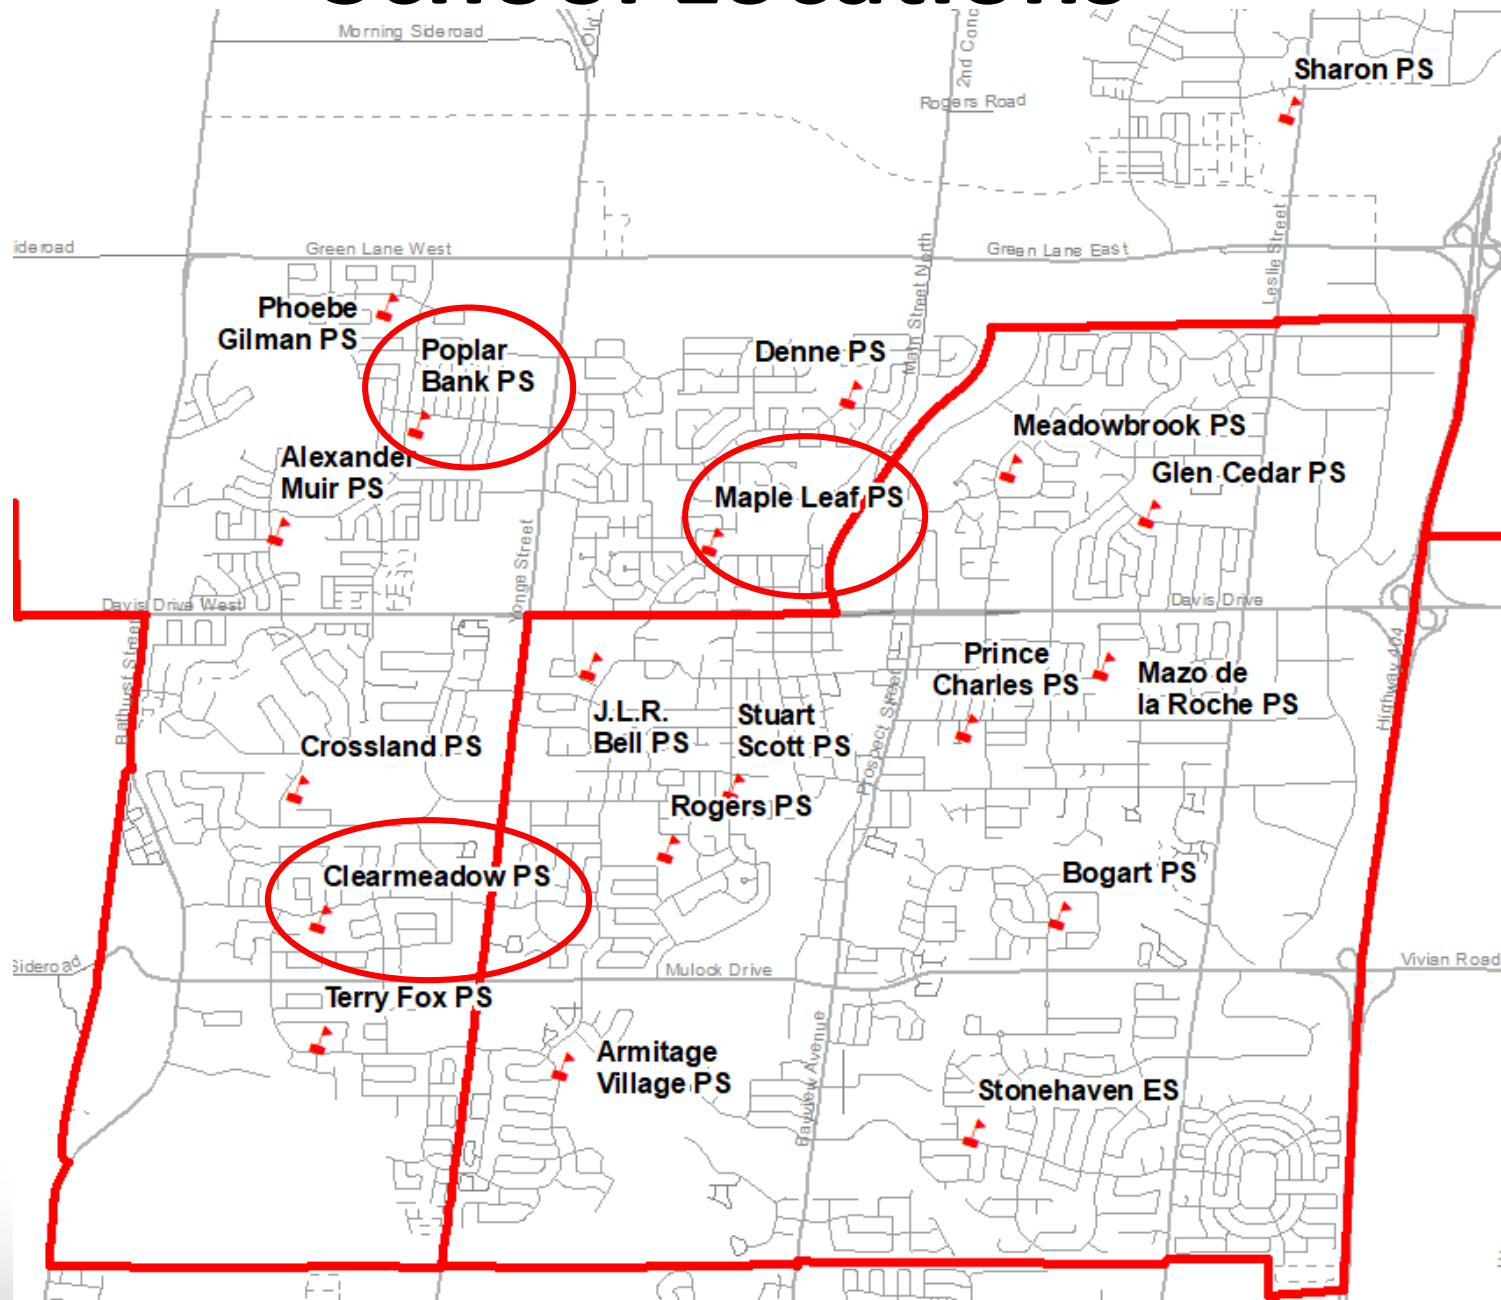 School Locations
Morning Sideroad
Old
2nd Conc
Sharon PS
Rogers Road
ideroad
Green Lane West
Main Street North
Green Lane East
Leslie Street
Phoebe
Gilman PS
Poplar
Bank PS
Denne PS
Meadowbrook PS
Glen Cedar PS
Alexander
Muir PS
Maple Leaf PS
Yonge Street
Davis Drive West
Davis Drive
Bathurst Street
Prince
Charles PS
Mazo de
la Roche PS
Highway 404
J.L.R.
Bell PS
Stuart
Scott PS
Prospect Street
Crossland PS
Rogers PS
Clearmeadow PS
Bogart PS
Sideroad
Mulock Drive
Vivian Road
Terry Fox PS
Armitage
Village PS
Bayview Avenue
Stonehaven ES